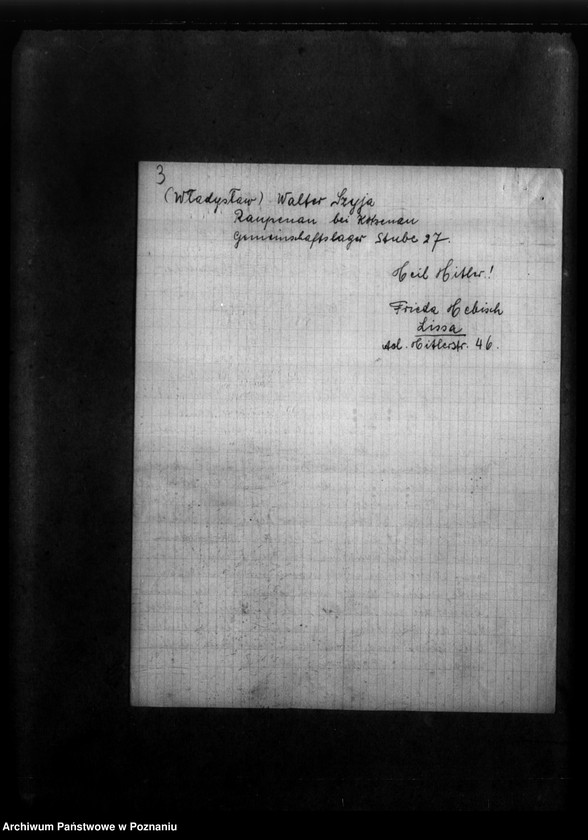 3
(Władysław) Walter Szyja
Raupenau bei Kotzenau
Gemeinschaftslager Stube 27.
Heil Hitler!
Frieda Hebisch
Lissa
Ad. Hitlerstr. 46.
Archiwum Państwowe w Poznaniu